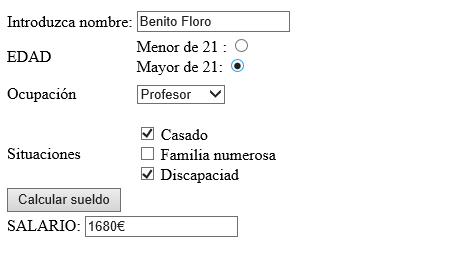 Introduzca nombre: Benito Floro
Menor de 21 :
EDAD
Mayor de 21:
Ocupación Profesor
Casado
Situaciones Familia numerosa
Discapaciad
Calcular sueldo
SALARIO: 1680€